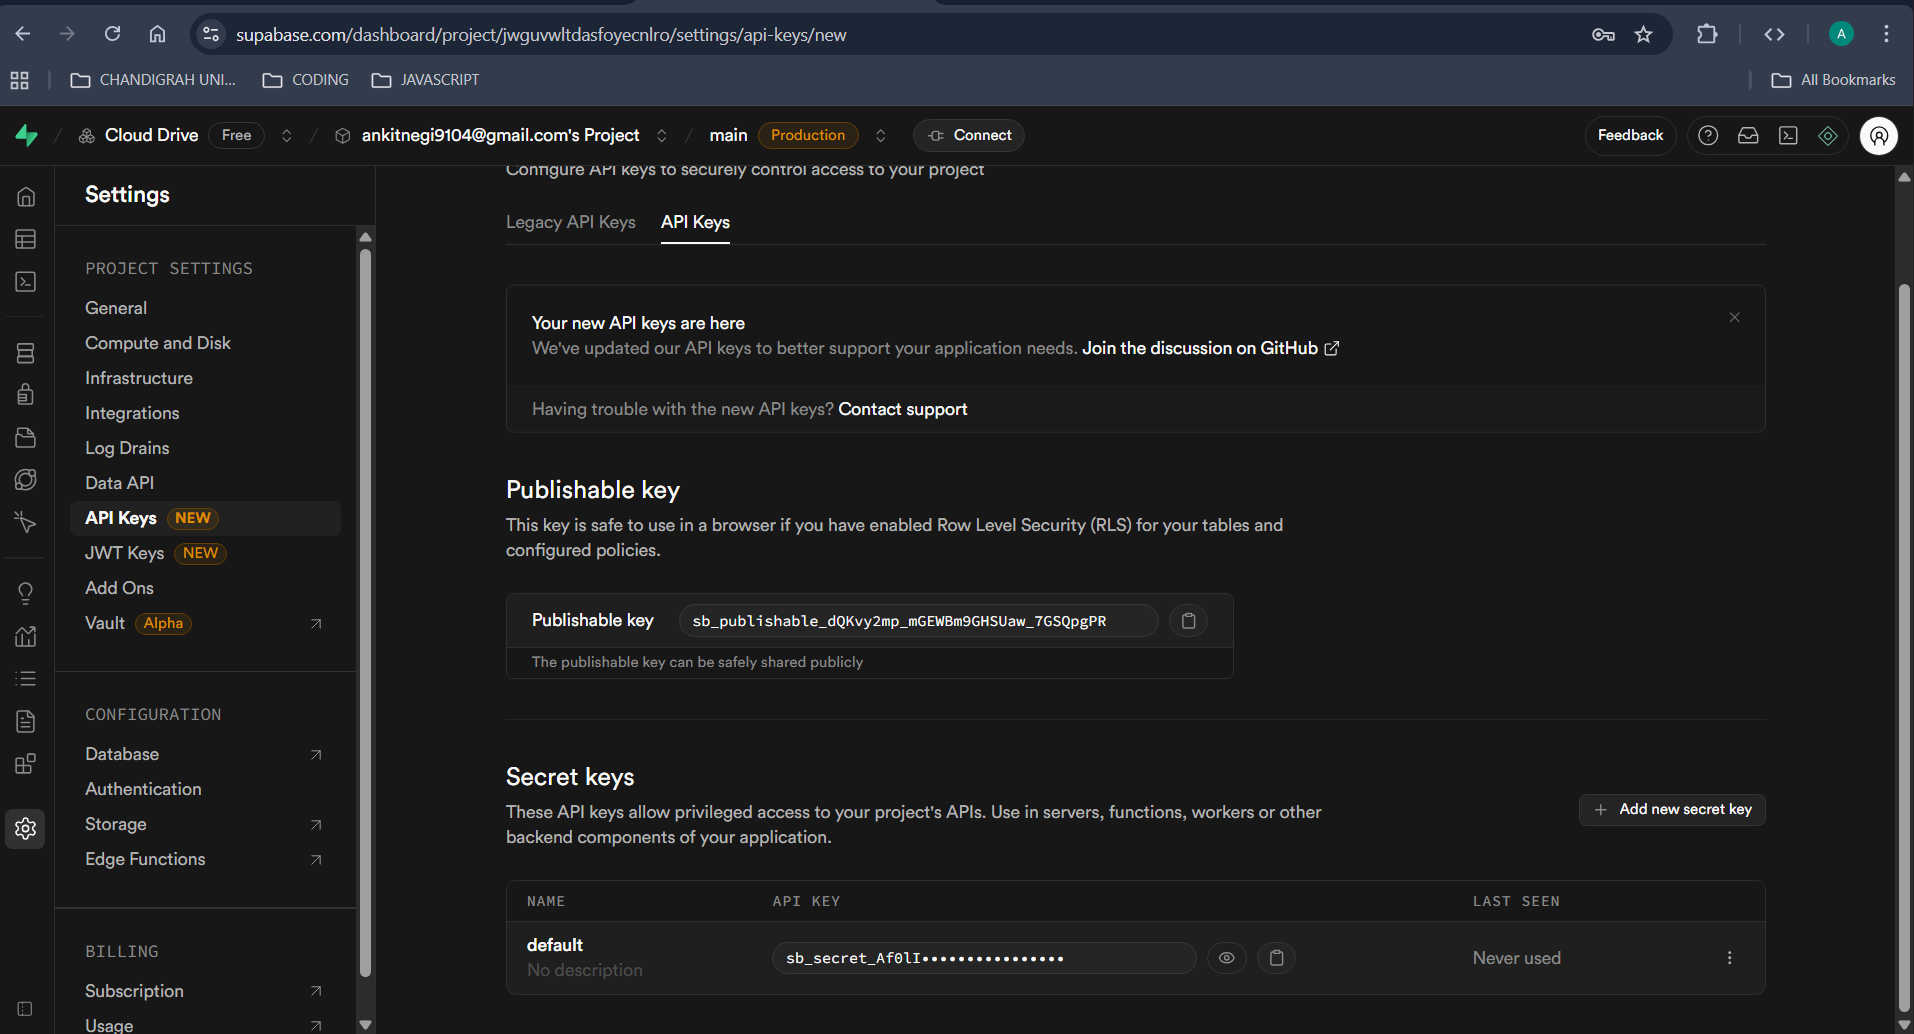 supabase.com/dashboard/project/jwguvwltdasfoyecnlro/settings/api-keys/new
A
CHANDIGRAH UNI...
CODING
JAVASCRIPT
All Bookmarks
Cloud Drive
Free
ankitnegi9104@gmail.com's Project
main
Production
Connect
Feedback
Settings
PROJECT SETTINGS
General
Compute and Disk
Infrastructure
Integrations
Log Drains
Data API
API Keys NEW
JWT Keys NEW
Add Ons
Vault Alpha
CONFIGURATION
Database
Authentication
Storage
Edge Functions
BILLING
Subscription
Usage
Configure API keys to securely control access to your project
Legacy API Keys
API Keys
Your new API keys are here
We've updated our API keys to better support your application needs. Join the discussion on GitHub
Having trouble with the new API keys? Contact support
Publishable key
This key is safe to use in a browser if you have enabled Row Level Security (RLS) for your tables and
configured policies.
Publishable key
sb_publishable_dQKvy2mp_mGEWBm9GHSUaw_7GSQpgPR
The publishable key can be safely shared publicly
Secret keys
These API keys allow privileged access to your project's APIs. Use in servers, functions, workers or other
backend components of your application.
Add new secret key
NAME
API KEY
LAST SEEN
default
No description
sb_secret_Af0lI••••••••••••••••
Never used